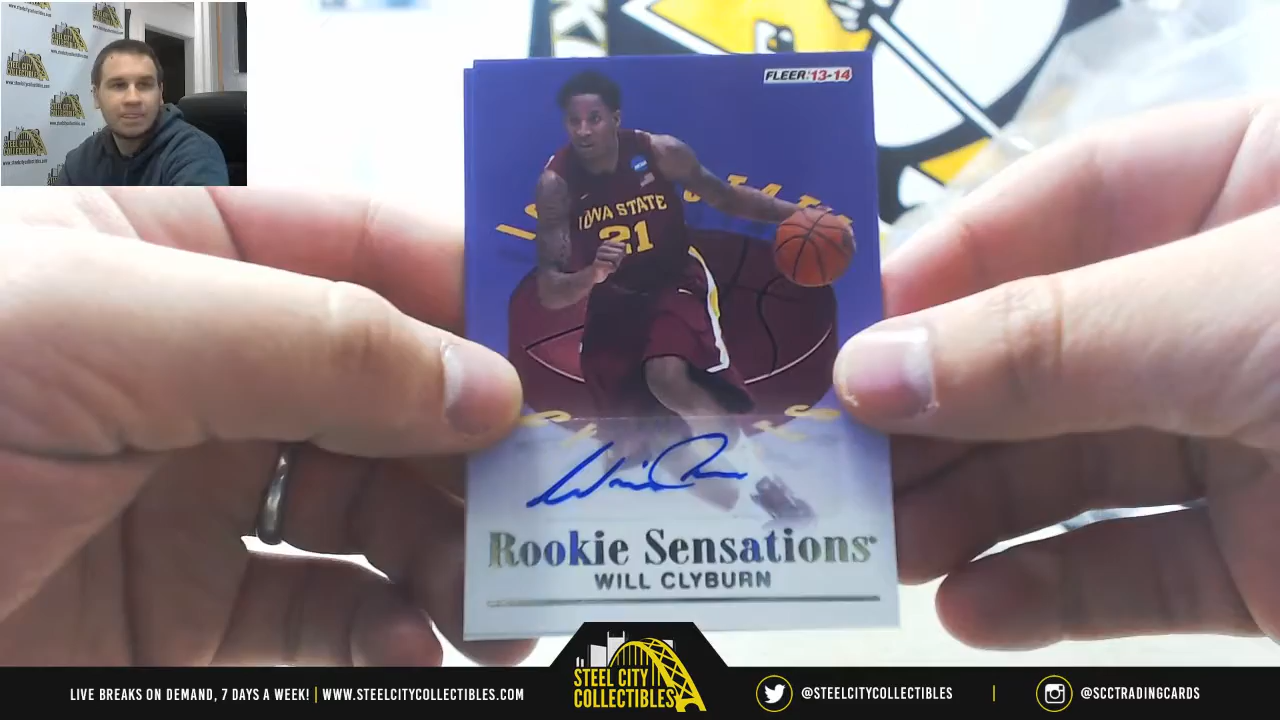 FLEER '13-14
IOWA STATE
21
Rookie Sensations
WILL CLYBURN
STEEL CITY
COLLECTIBLES
LIVE BREAKS ON DEMAND, 7 DAYS A WEEK! | WWW.STEELCITYCOLLECTIBLES.COM
@STEELCITYCOLLECTIBLES | @SCCTRADINGCARDS